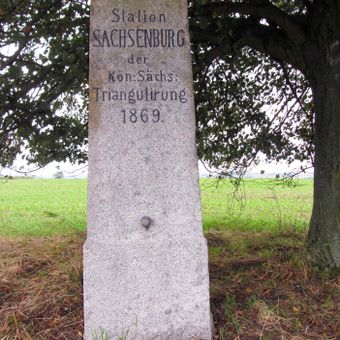 Station
SACHSENBURG
der
Kön: Sächs:
Triangulirung
1869.